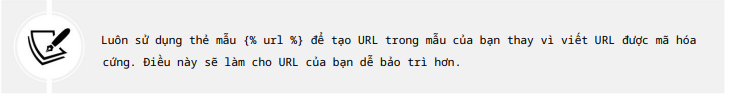 Luôn sử dụng thẻ mẫu {% url %} để tạo URL trong mẫu của bạn thay vì viết URL được mã hóa
cứng. Điều này sẽ làm cho URL của bạn dễ bảo trì hơn.